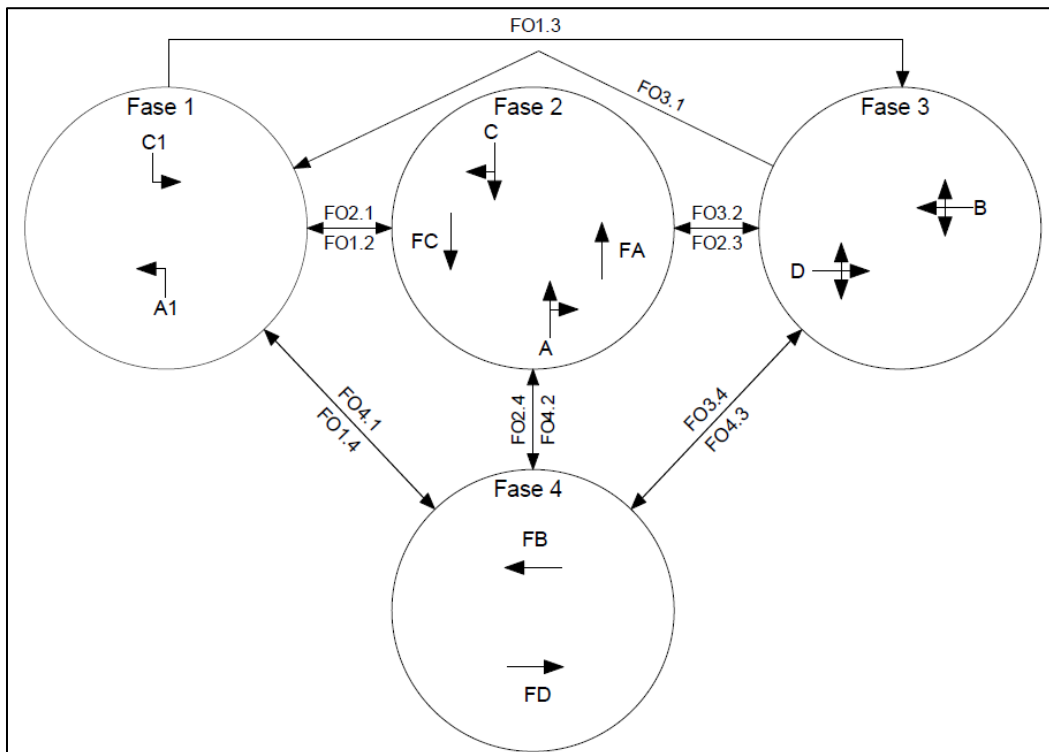 FO1.3
FO3.1
Fase 1
C1
A1
FO2.1
FO1.2
Fase 2
C
FC
FA
A
FO3.2
FO2.3
Fase 3
B
D
FO4.1
FO1.4
FO2.4
FO4.2
FO3.4
FO4.3
Fase 4
FB
FD